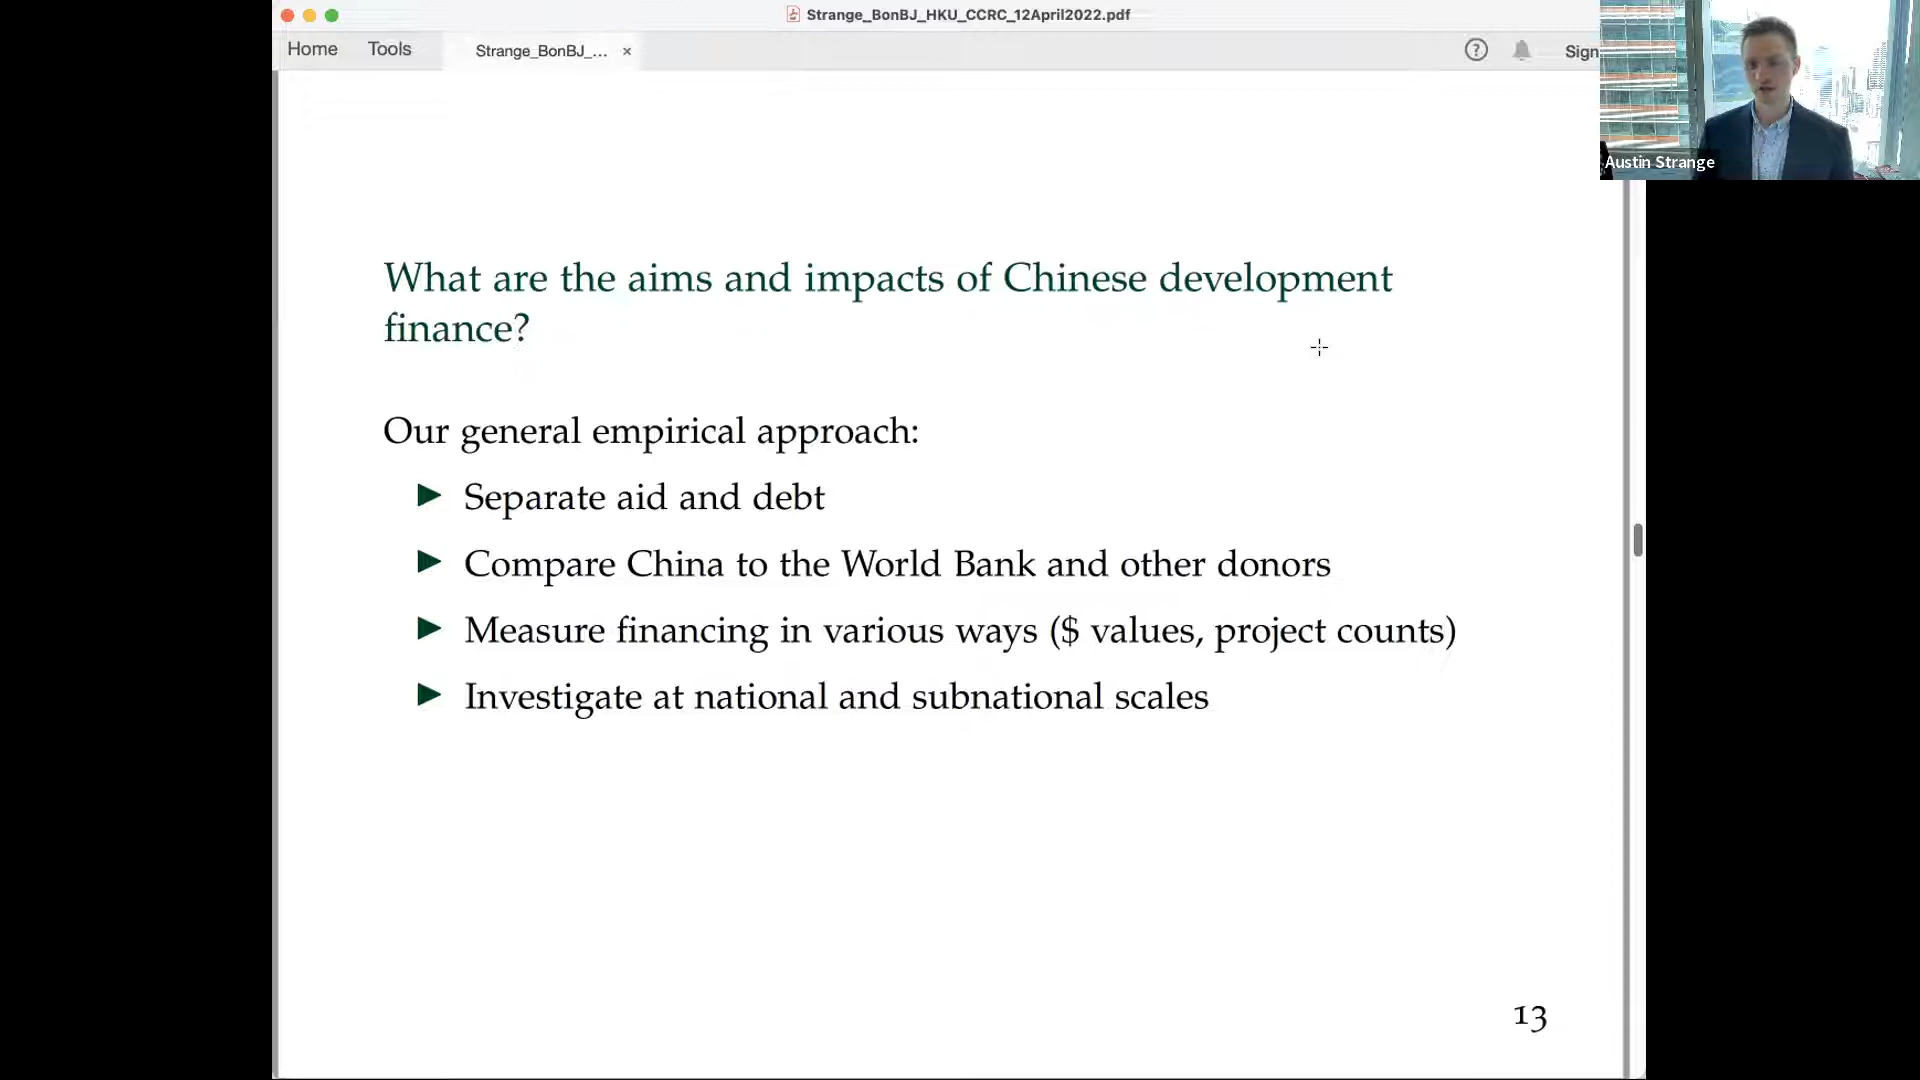 Strange_BonBJ_HKU_CCRC_12April2022.pdf
Home Tools Strange_BonBJ_... × ? Sign
Austin Strange
What are the aims and impacts of Chinese development
finance?
Our general empirical approach:
▶ Separate aid and debt
▶ Compare China to the World Bank and other donors
▶ Measure financing in various ways ($ values, project counts)
▶ Investigate at national and subnational scales
13